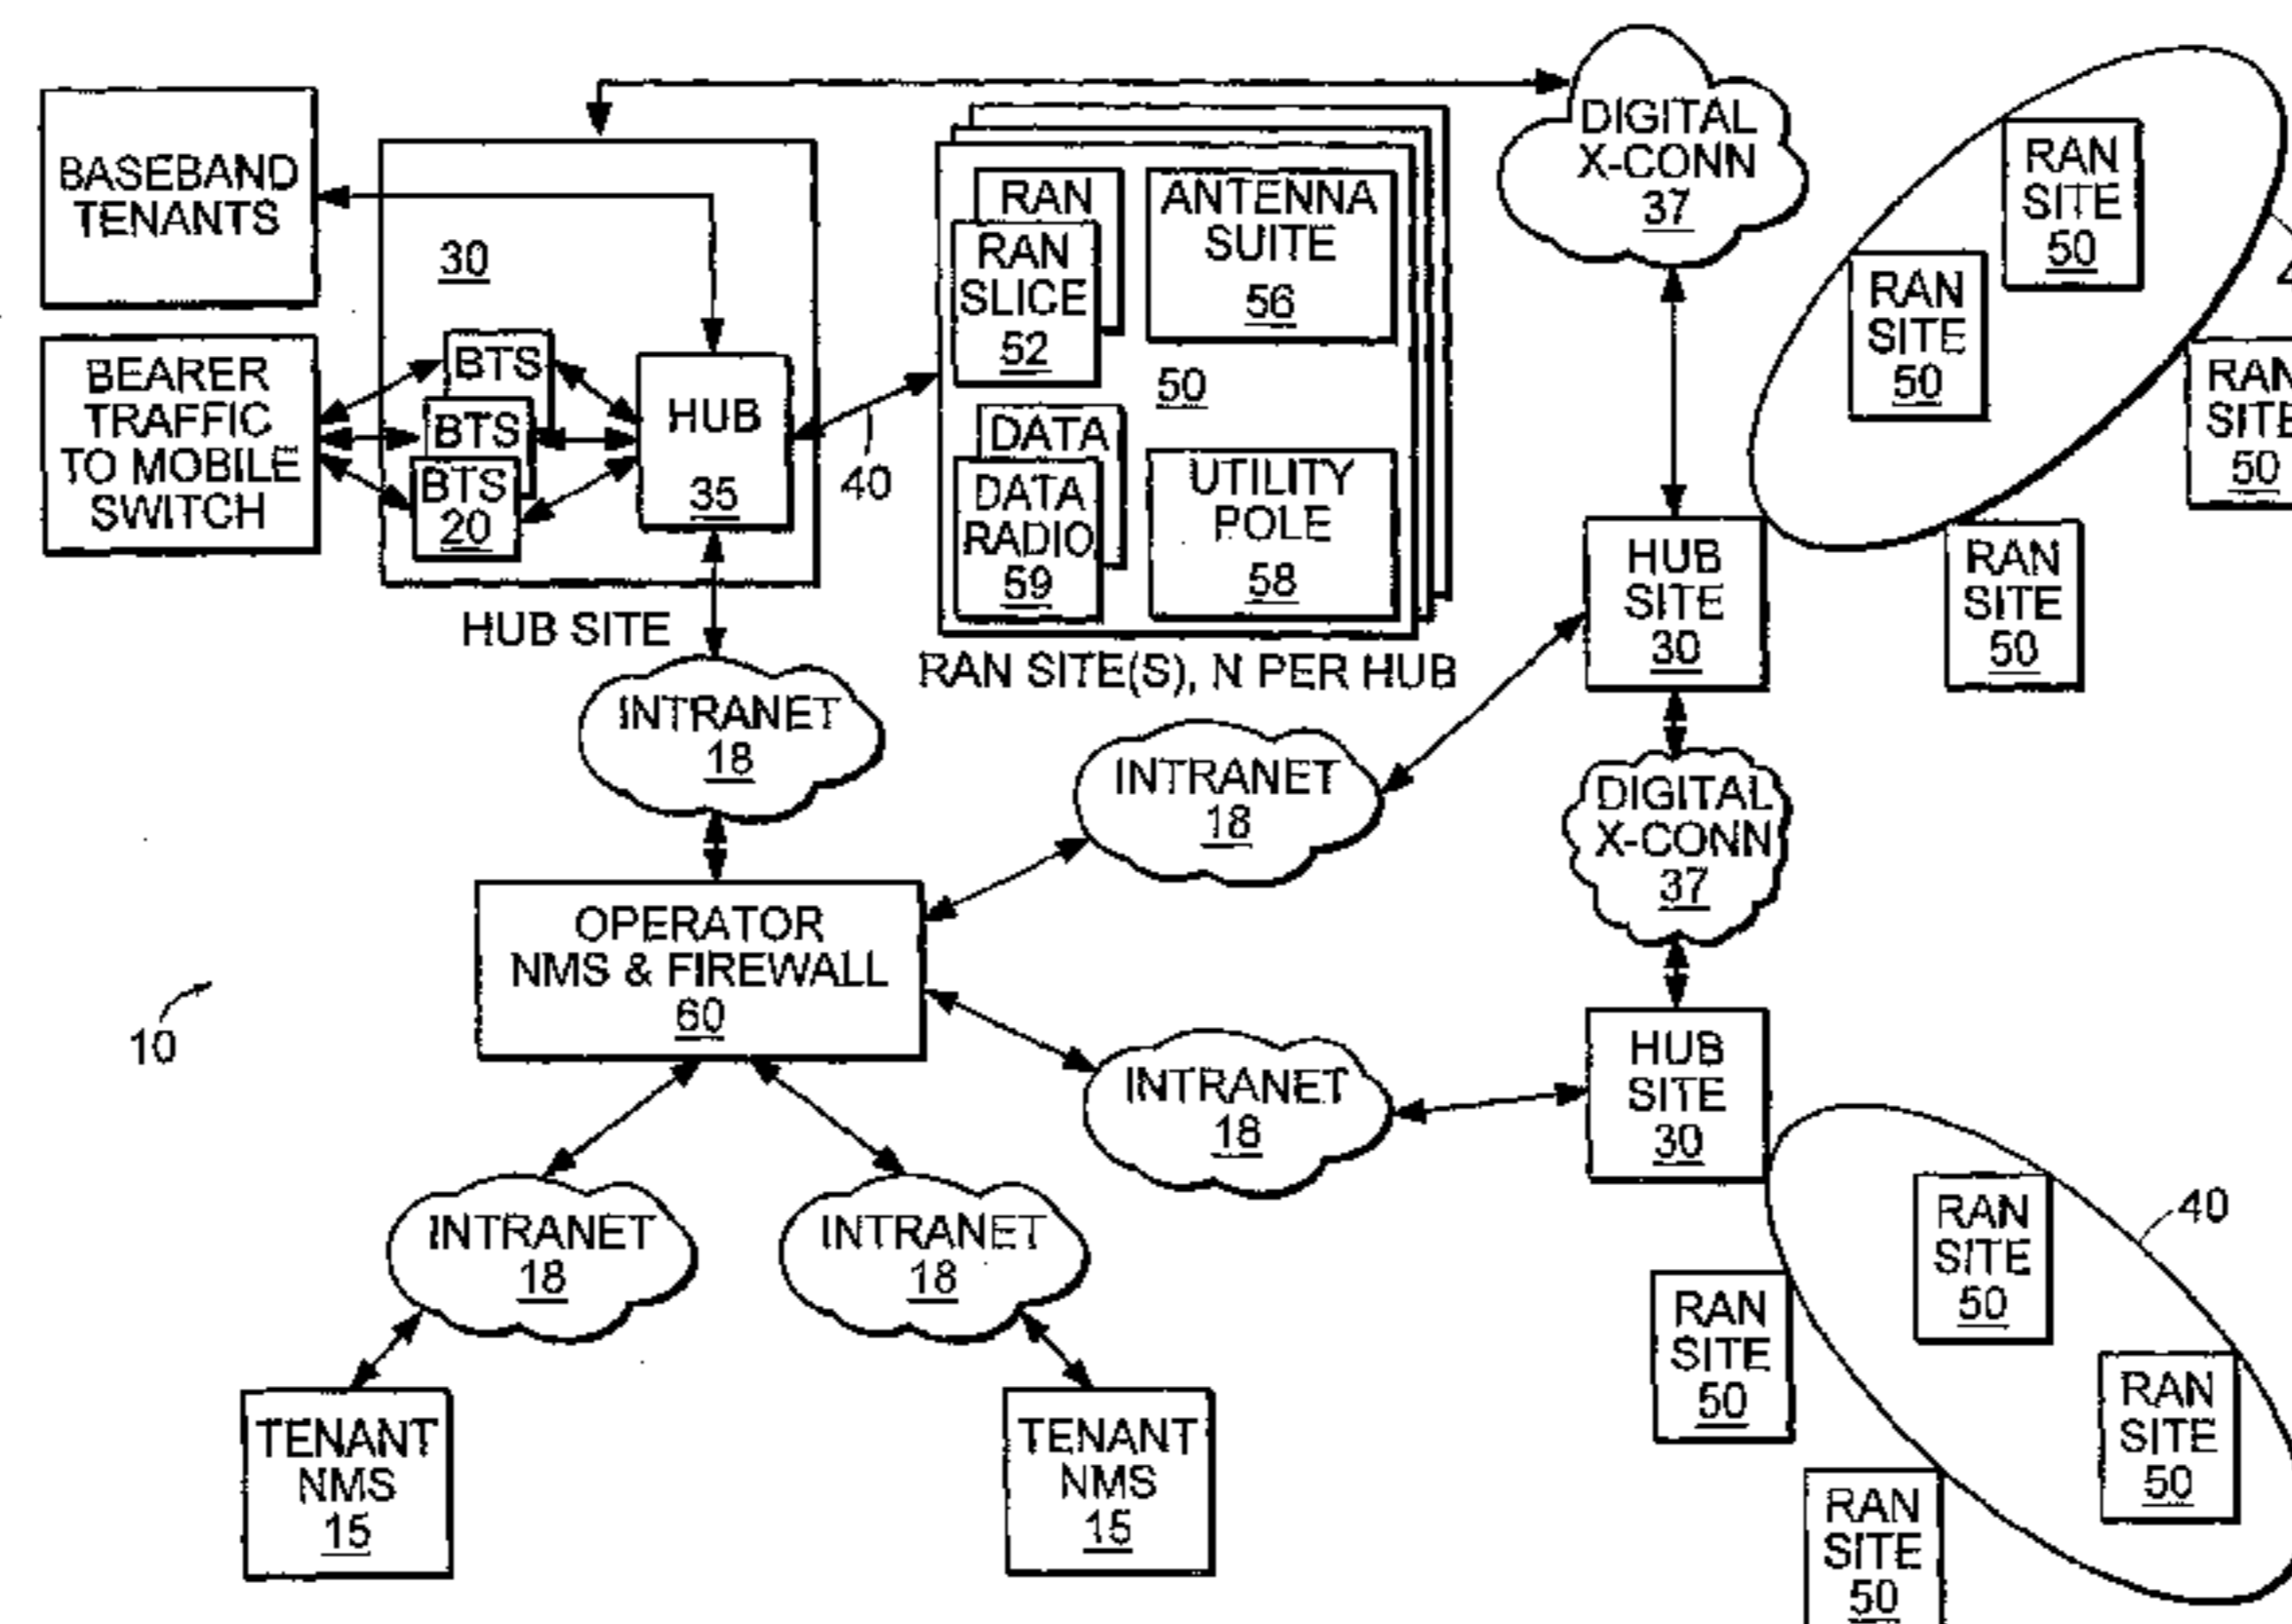 BASEBAND
TENANTS
BEARER
TRAFFIC
TO MOBILE
SWITCH
30
BTS
BTS
BTS
20
HUB
35
HUB SITE
40
RAN
RAN
SLICE
52
ANTENNA
SUITE
56
50
DATA
DATA
RADIO
59
UTILITY
POLE
58
RAN SITE(S), N PER HUB
DIGITAL
X-CONN
37
RAN
SITE
50
RAN
SITE
50
RAN
SITE
50
RAN
SITE
50
HUB
SITE
30
INTRANET
18
INTRANET
18
DIGITAL
X-CONN
37
OPERATOR
NMS & FIREWALL
60
10
INTRANET
18
HUB
SITE
30
INTRANET
18
INTRANET
18
40
RAN
SITE
50
RAN
SITE
50
RAN
SITE
50
RAN
SITE
50
TENANT
NMS
15
TENANT
NMS
15